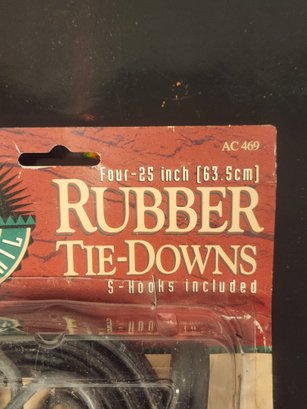 AC 469
Four-25 inch [63.5cm]
RUBBER
TIE-DOWNS
S-Hooks included